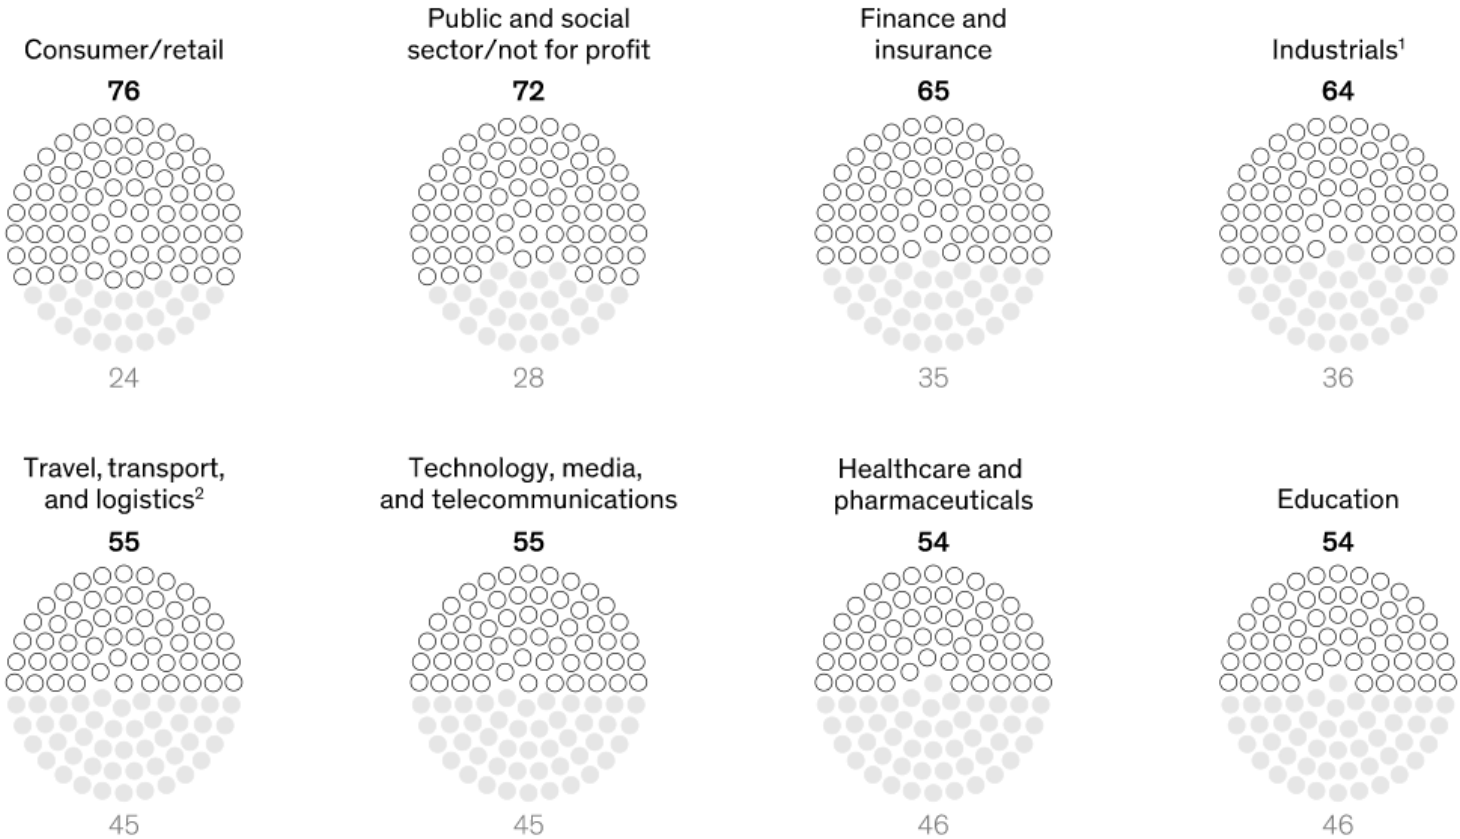 Consumer/retail
76
24
Public and social
sector/not for profit
72
28
Finance and
insurance
65
35
Industrials¹
64
36
Travel, transport,
and logistics²
55
45
Technology, media,
and telecommunications
55
45
Healthcare and
pharmaceuticals
54
46
Education
54
46